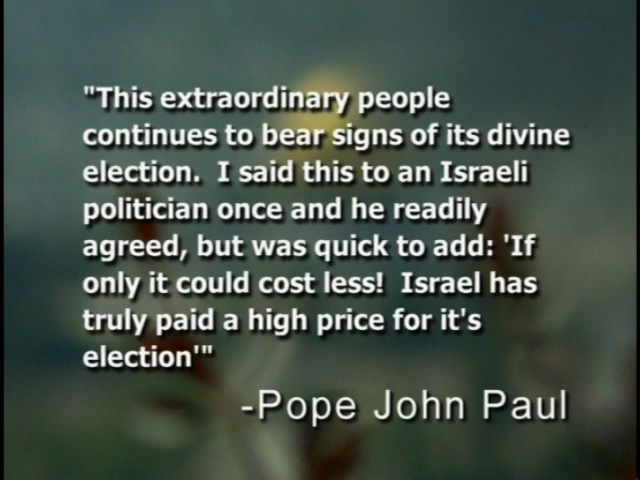 "This extraordinary people
continues to bear signs of its divine
election.  I said this to an Israeli
politician once and he readily
agreed, but was quick to add: 'If
only it could cost less!  Israel has
truly paid a high price for it's
election'"
-Pope John Paul